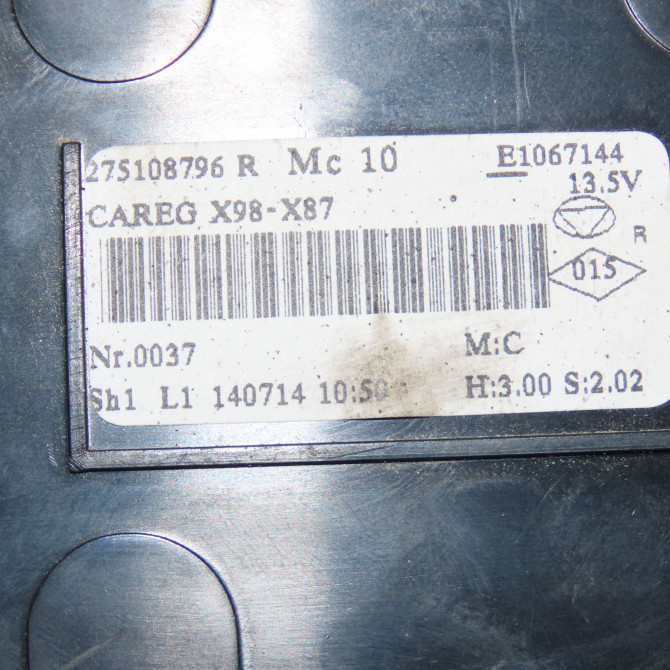 275108796 R Mc 10 E1067144
13.5V
CAREG X98-X87
R
015
Nr.0037 M:C
Sh1 L1 140714 10:50 H:3.00 S:2.02